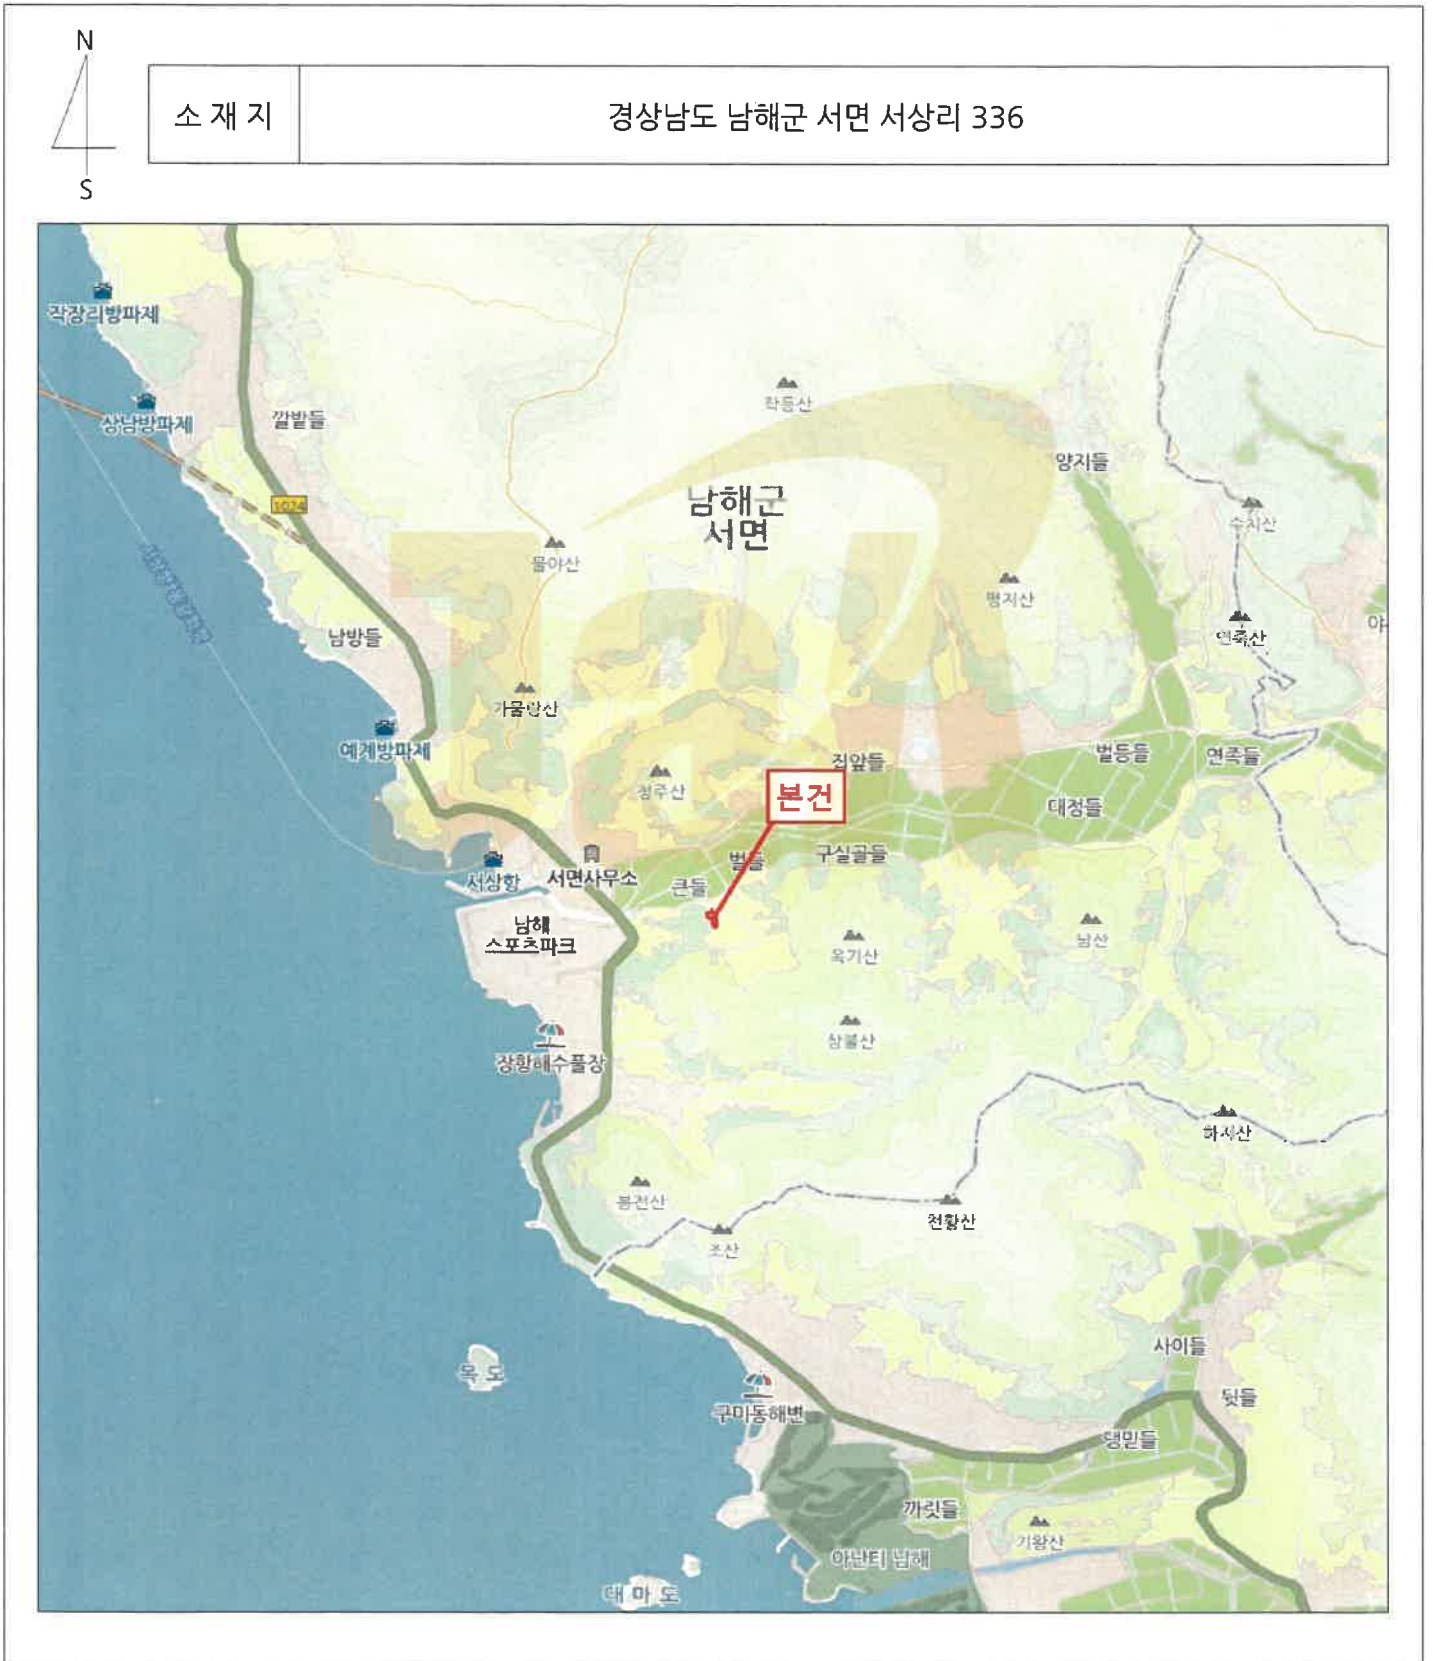 N
소 재 지
경상남도 남해군 서면 서상리 336
S
작장리방파제
상남방파제
깔밭들
학등산
양지들
1024
남해군
서면
수지산
물야산
평지산
연죽산
야
남방들
가물랑산
예계방파제
집앞들
벌등들
연죽들
정주산
본건
대정들
벌들
구실골들
서상항
서면사무소
큰들
남해
스포츠파크
옥기산
남산
장항해수풀장
삼불산
하서산
봉전산
천황산
조산
사이들
목 도
뒷들
구미동해변
댕밑들
까릿들
기왕산
아난티 남해
대 마 도